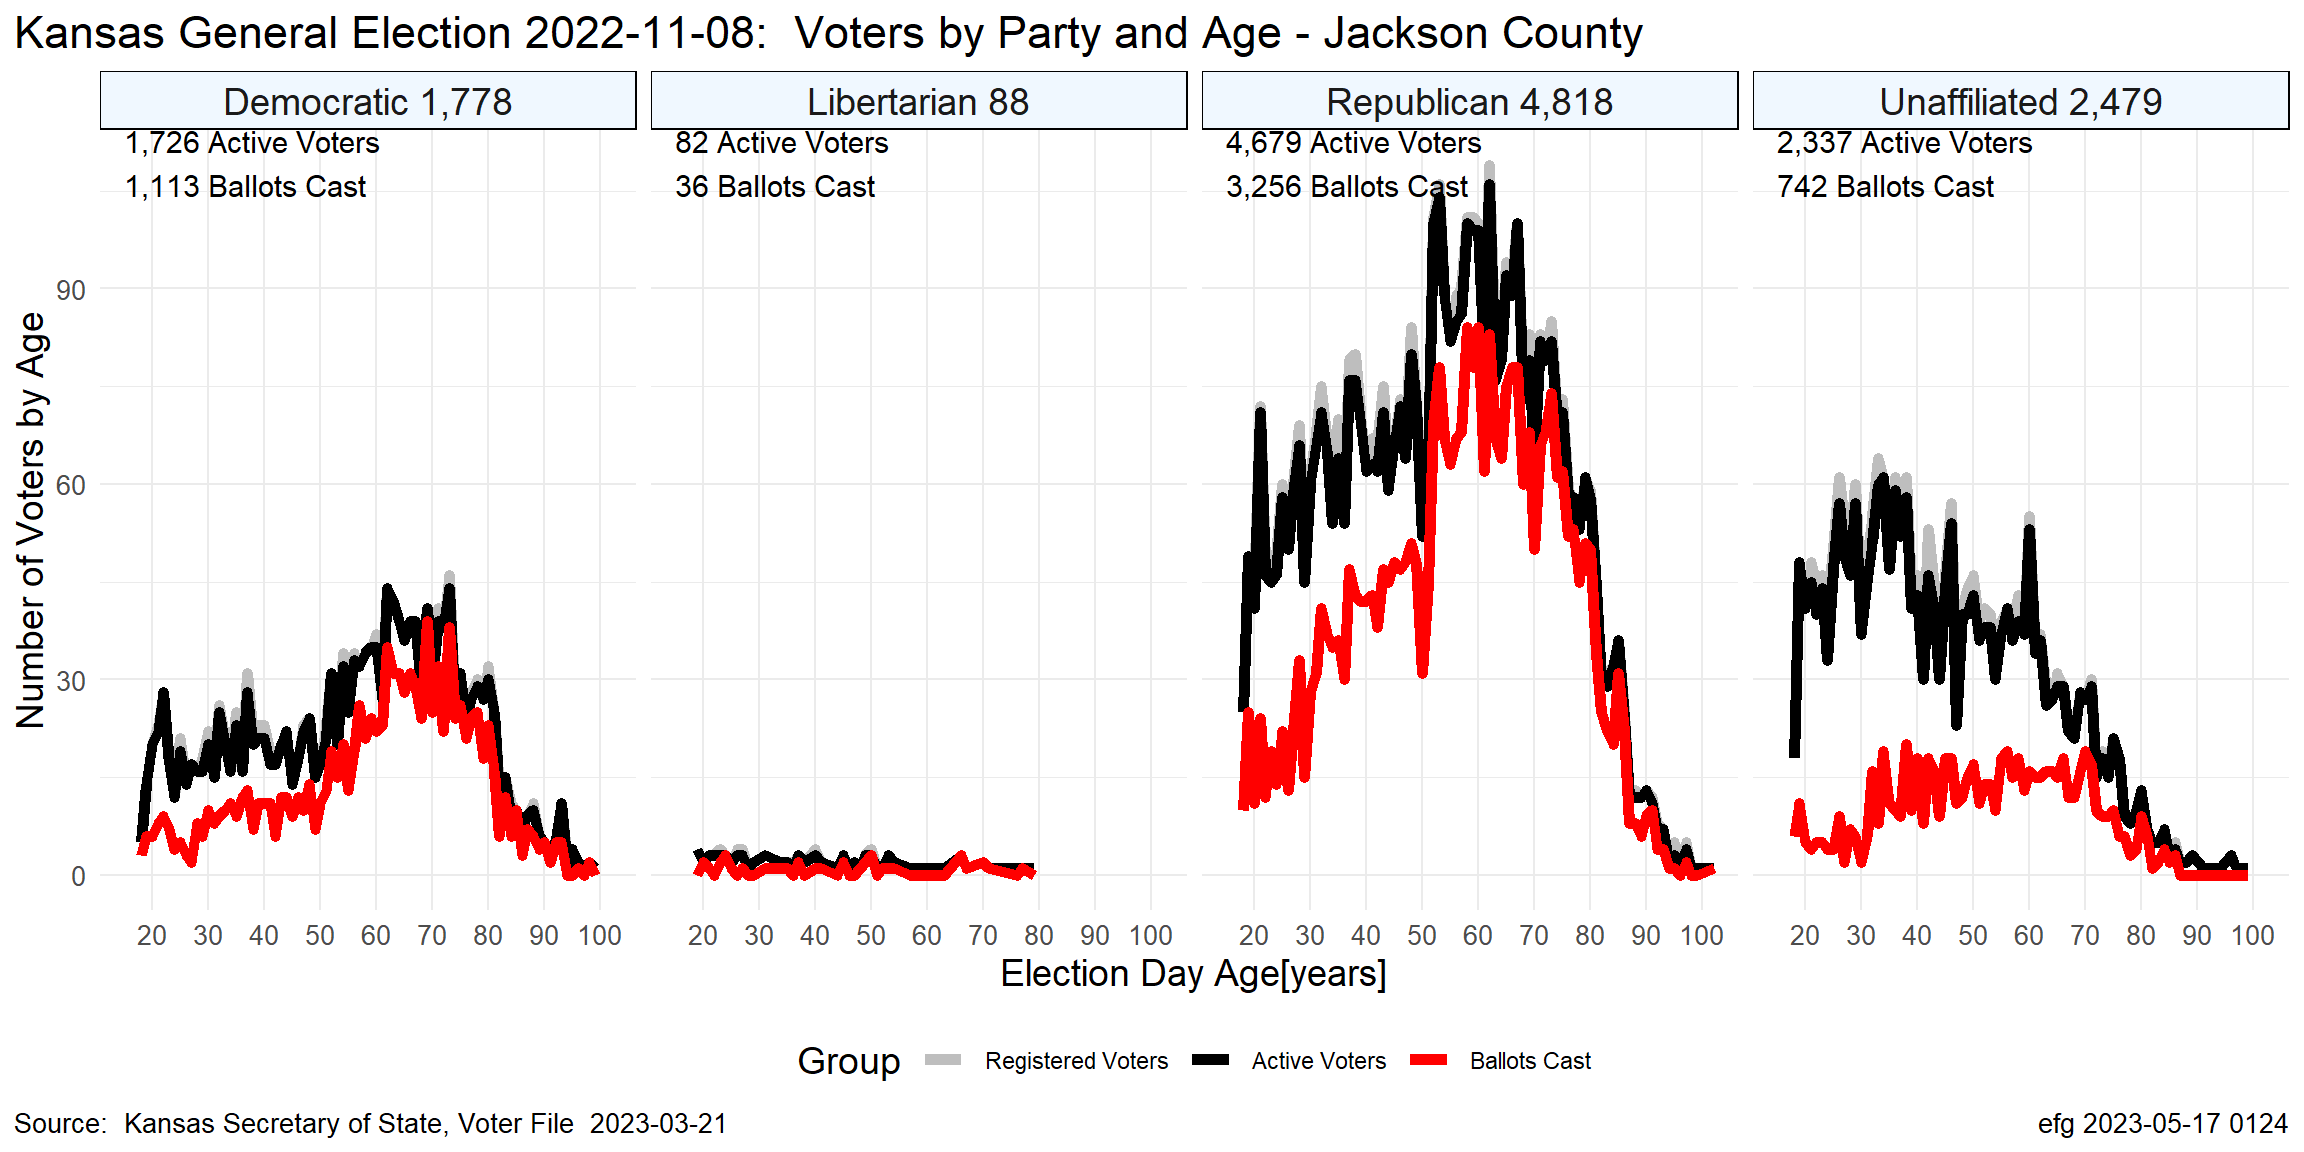 Kansas General Election 2022-11-08:  Voters by Party and Age - Jackson County
Democratic 1,778
Libertarian 88
Republican 4,818
Unaffiliated 2,479
1,726 Active Voters
1,113 Ballots Cast
82 Active Voters
36 Ballots Cast
4,679 Active Voters
3,256 Ballots Cast
2,337 Active Voters
742 Ballots Cast
Number of Voters by Age
90
60
30
0
20 30 40 50 60 70 80 90 100
20 30 40 50 60 70 80 90 100
20 30 40 50 60 70 80 90 100
20 30 40 50 60 70 80 90 100
Election Day Age[years]
Group Registered Voters Active Voters Ballots Cast
Source:  Kansas Secretary of State, Voter File  2023-03-21
efg 2023-05-17 0124